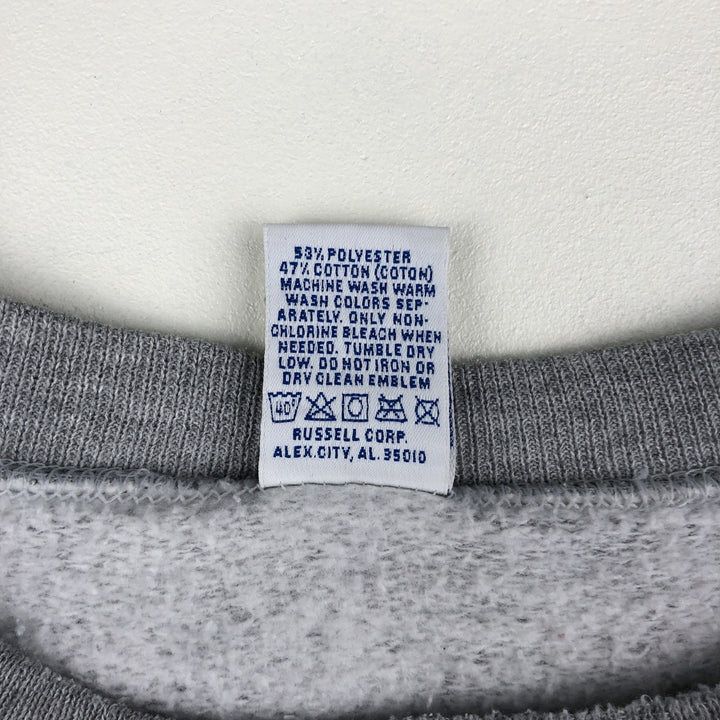 53% POLYESTER
47% COTTON (COTON)
MACHINE WASH WARM
WASH COLORS SEP-
ARATELY. ONLY NON-
CHLORINE BLEACH WHEN
NEEDED. TUMBLE DRY
LOW. DO NOT IRON OR
DRY CLEAN EMBLEM
40°
RUSSELL CORP.
ALEX.CITY, AL. 35010